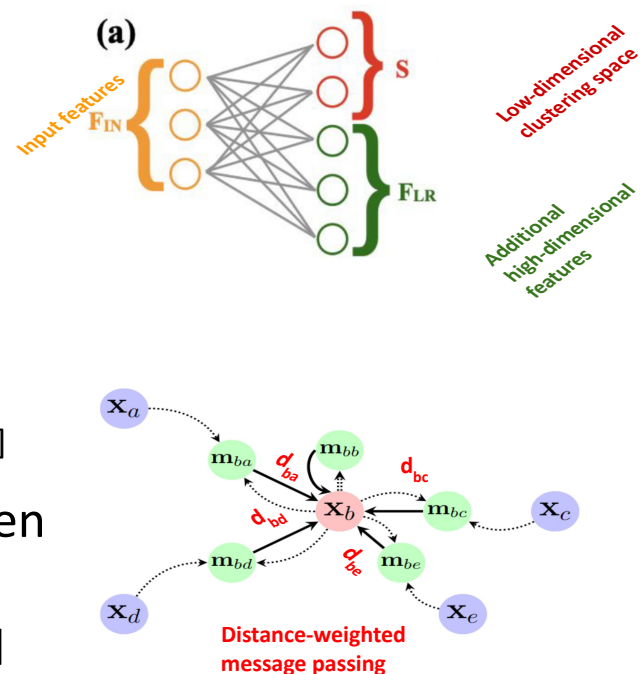 (a)
Input features
F_IN
S
F_LR
Low-dimensional
clustering space
Additional
high-dimensional
features
x_a
m_ba
d_ba
m_bb
d_bc
x_b
m_bc
x_c
d_bd
m_bd
d_be
m_be
x_d
x_e
]
en
]
Distance-weighted
message passing